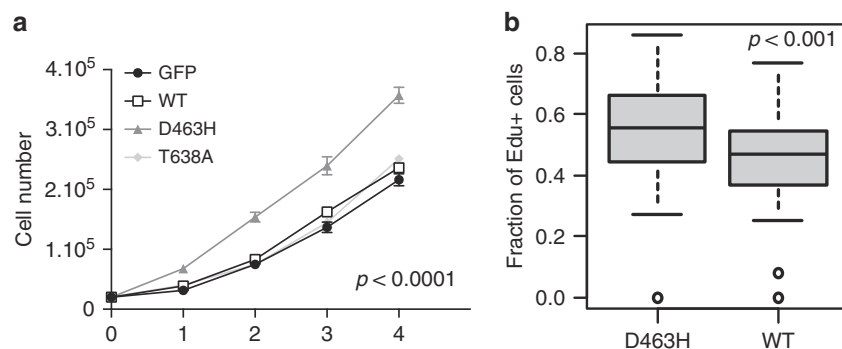 a
Cell number
4.10⁵
3.10⁵
2.10⁵
1.10⁵
0
GFP
WT
D463H
T638A
p < 0.0001
0 1 2 3 4
b
Fraction of Edu+ cells
0.8
0.6
0.4
0.2
0.0
p < 0.001
D463H WT